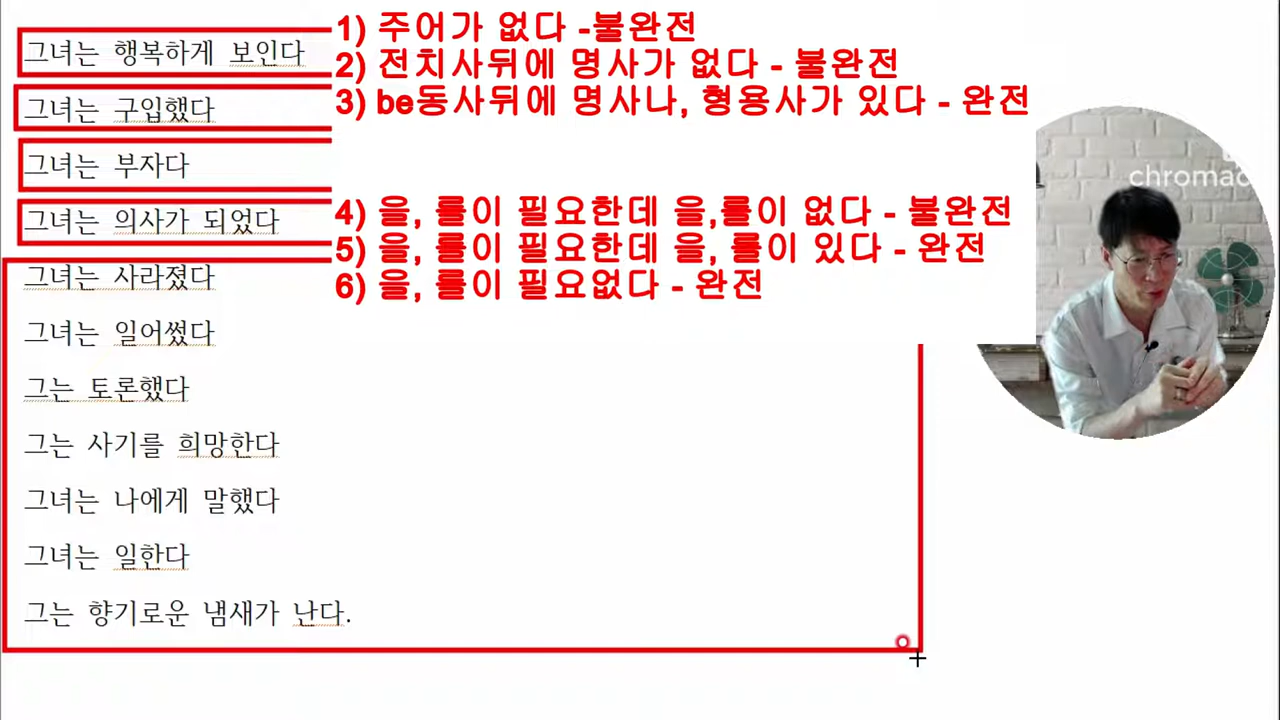 1) 주어가 없다 -불완전
2) 전치사뒤에 명사가 없다 - 불완전
3) be동사뒤에 명사나, 형용사가 있다 - 완전
4) 을, 를이 필요한데 을,를이 없다 - 불완전
5) 을, 를이 필요한데 을, 를이 있다 - 완전
6) 을, 를이 필요없다 - 완전
그녀는 행복하게 보인다
그녀는 구입했다
그녀는 부자다
그녀는 의사가 되었다
그녀는 사라졌다
그녀는 일어썼다
그는 토론했다
그는 사기를 희망한다
그녀는 나에게 말했다
그녀는 일한다
그는 향기로운 냄새가 난다.